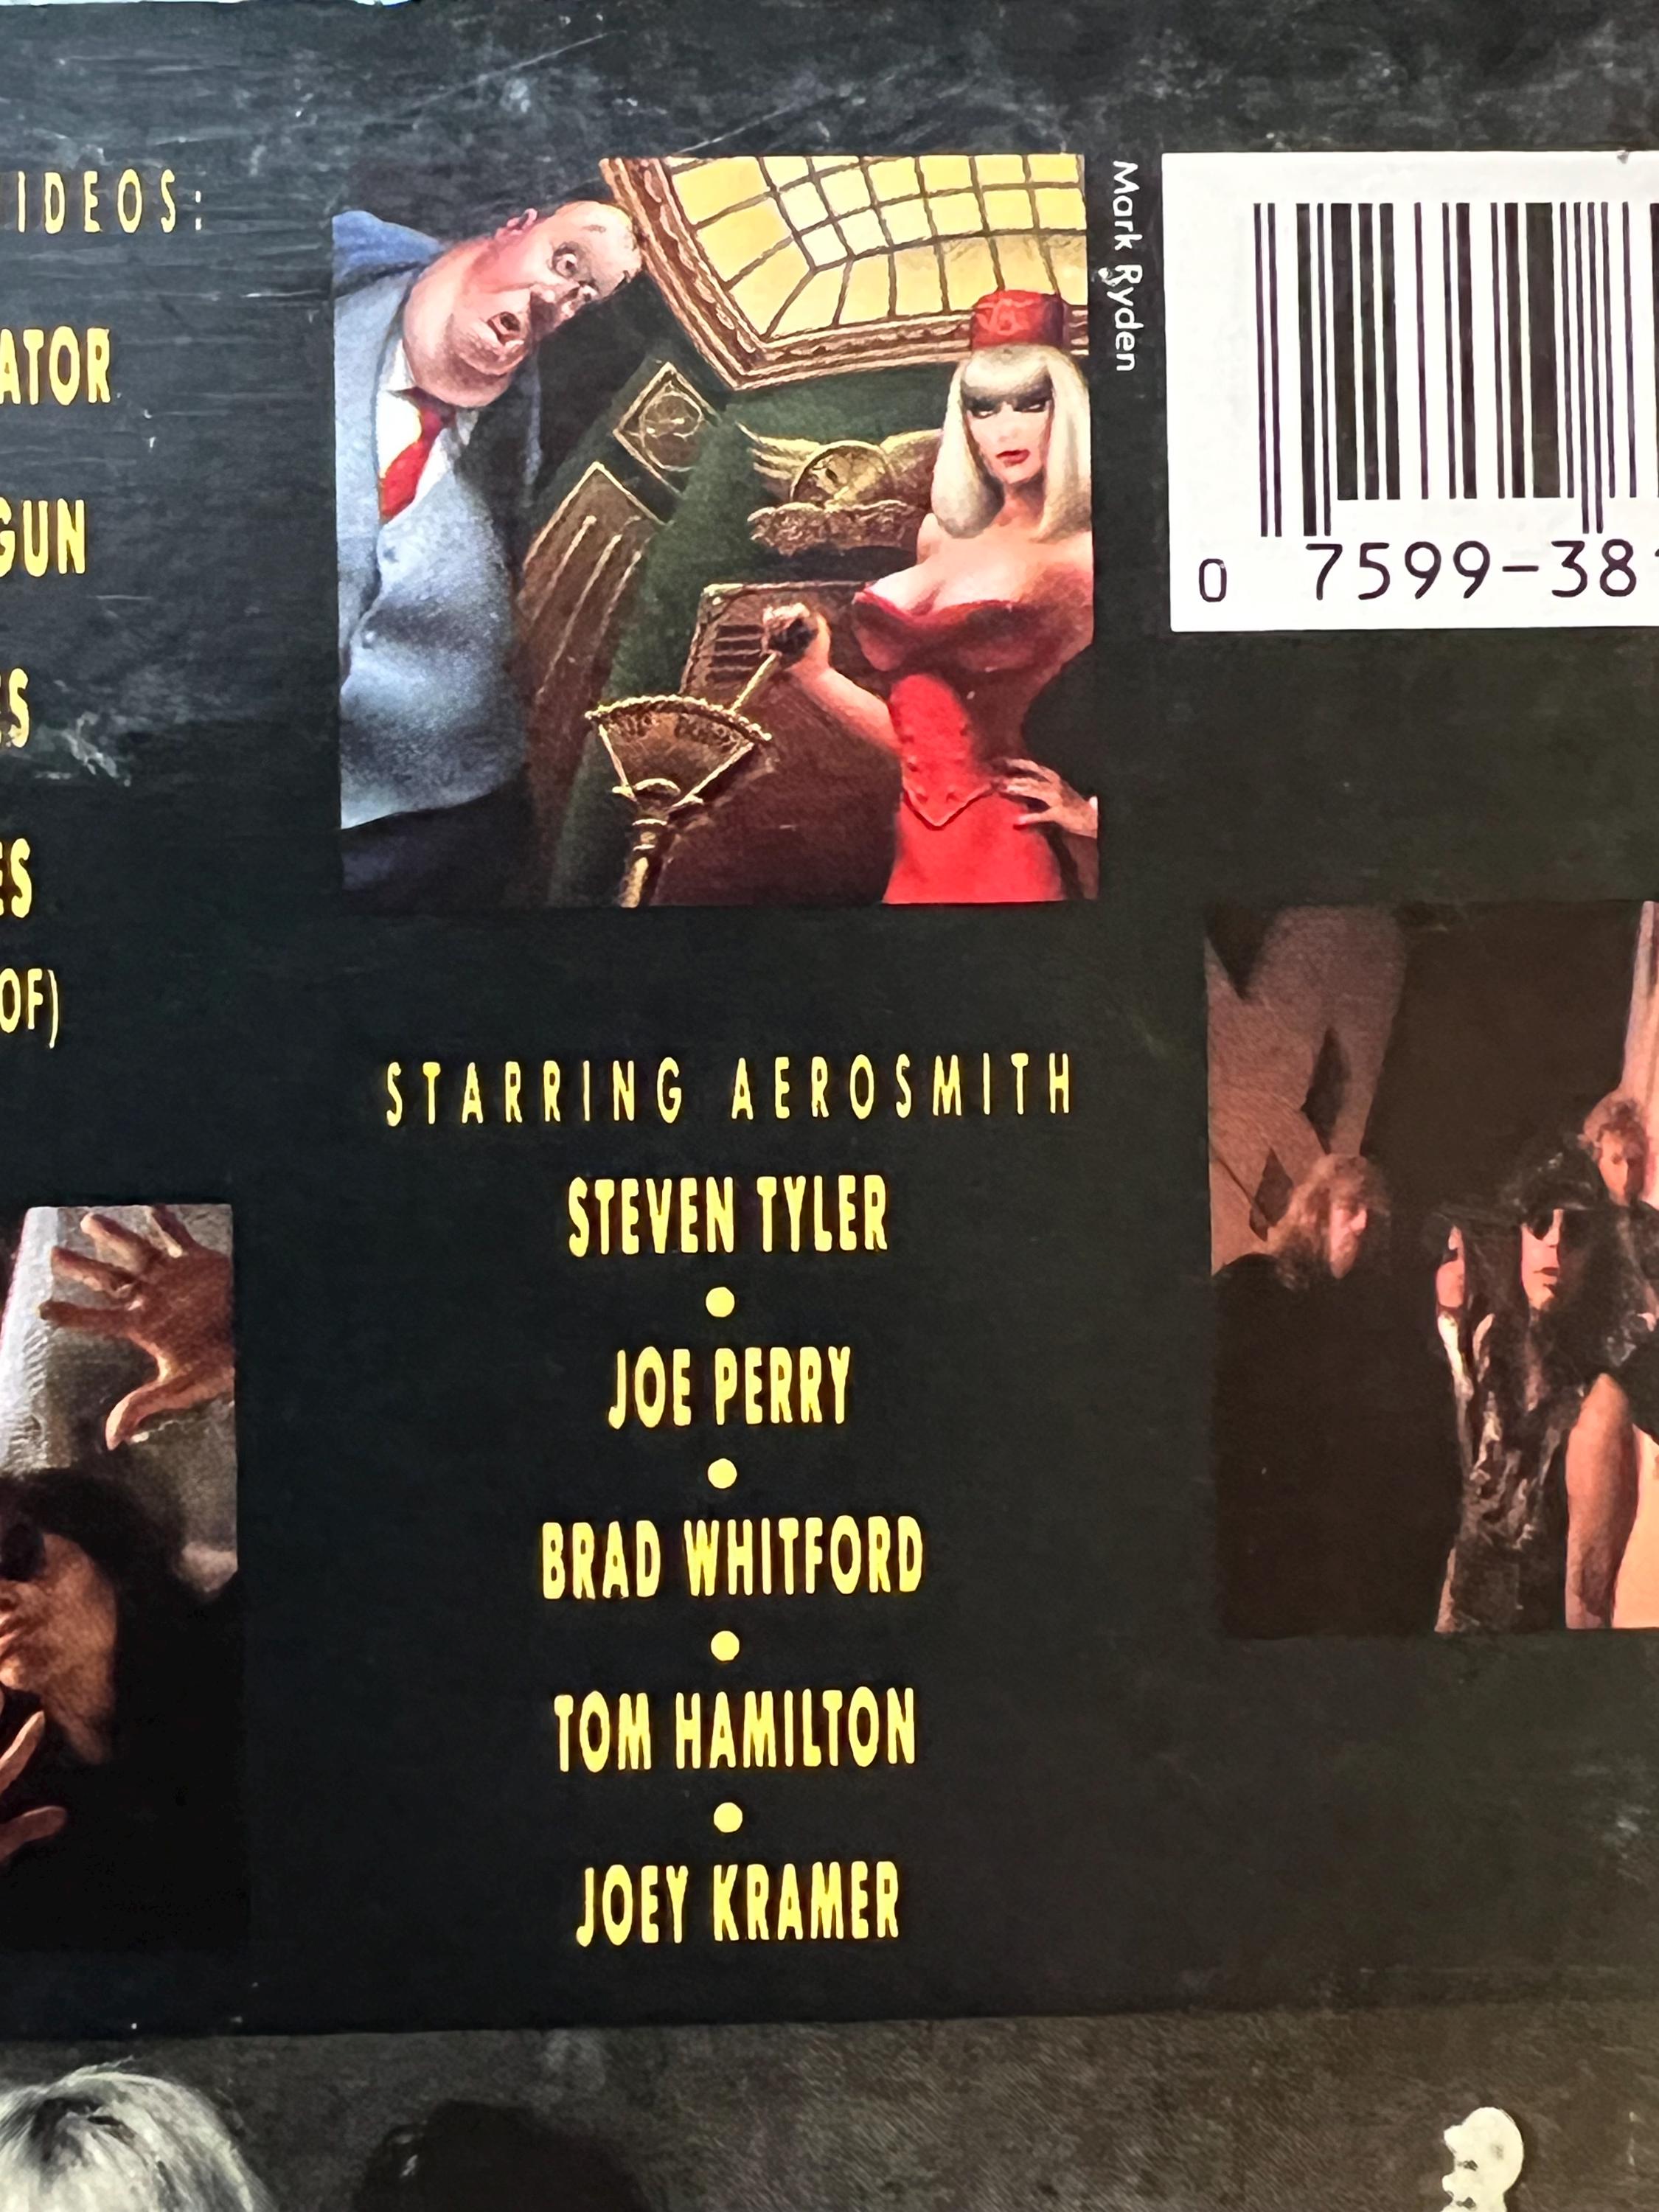 IDEOS:
ATOR
GUN
ES
ES
OF)
Mark Ryden
0 7599-38
STARRING AEROSMITH
STEVEN TYLER
•
JOE PERRY
•
BRAD WHITFORD
•
TOM HAMILTON
•
JOEY KRAMER